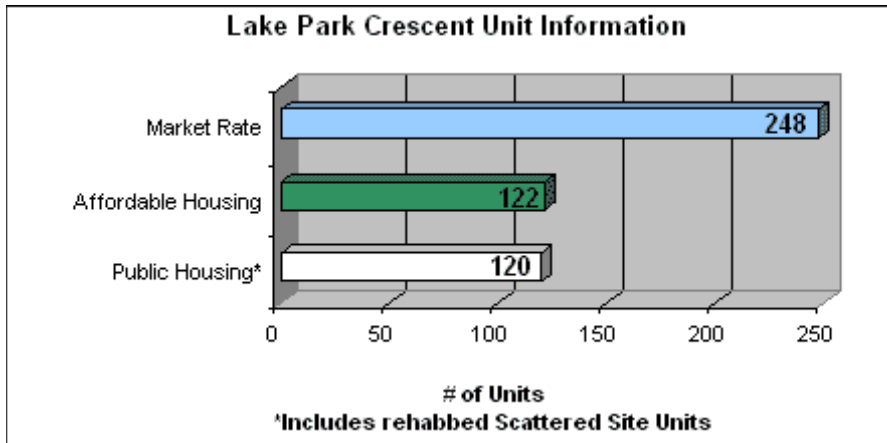 Lake Park Crescent Unit Information
Market Rate
248
Affordable Housing
122
Public Housing*
120
0 50 100 150 200 250
# of Units
*Includes rehabbed Scattered Site Units